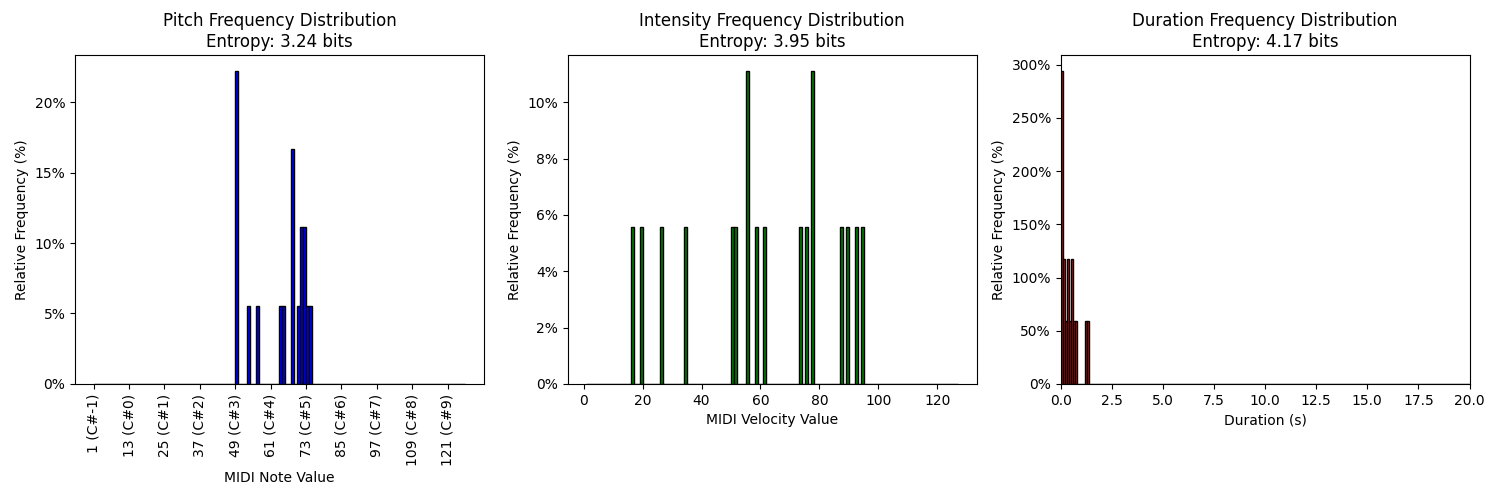 Pitch Frequency Distribution
Entropy: 3.24 bits
Relative Frequency (%)
20%
15%
10%
5%
0%
1 (C#-1)
13 (C#0)
25 (C#1)
37 (C#2)
49 (C#3)
61 (C#4)
73 (C#5)
85 (C#6)
97 (C#7)
109 (C#8)
121 (C#9)
MIDI Note Value
Intensity Frequency Distribution
Entropy: 3.95 bits
Relative Frequency (%)
10%
8%
6%
4%
2%
0%
0 20 40 60 80 100 120
MIDI Velocity Value
Duration Frequency Distribution
Entropy: 4.17 bits
Relative Frequency (%)
300%
250%
200%
150%
100%
50%
0%
0.0 2.5 5.0 7.5 10.0 12.5 15.0 17.5 20.0
Duration (s)